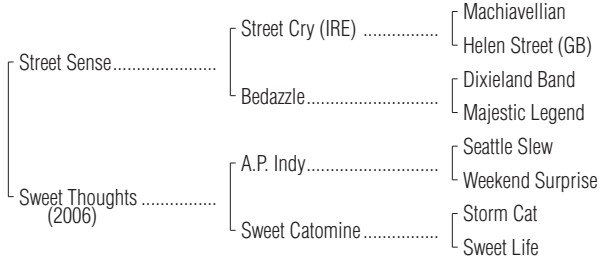 Machiavellian
Street Cry (IRE) ................
Helen Street (GB)
Street Sense......................
Dixieland Band
Bedazzle............................
Majestic Legend
Seattle Slew
A.P. Indy............................
Weekend Surprise
Sweet Thoughts ................
(2006)
Storm Cat
Sweet Catomine ................
Sweet Life